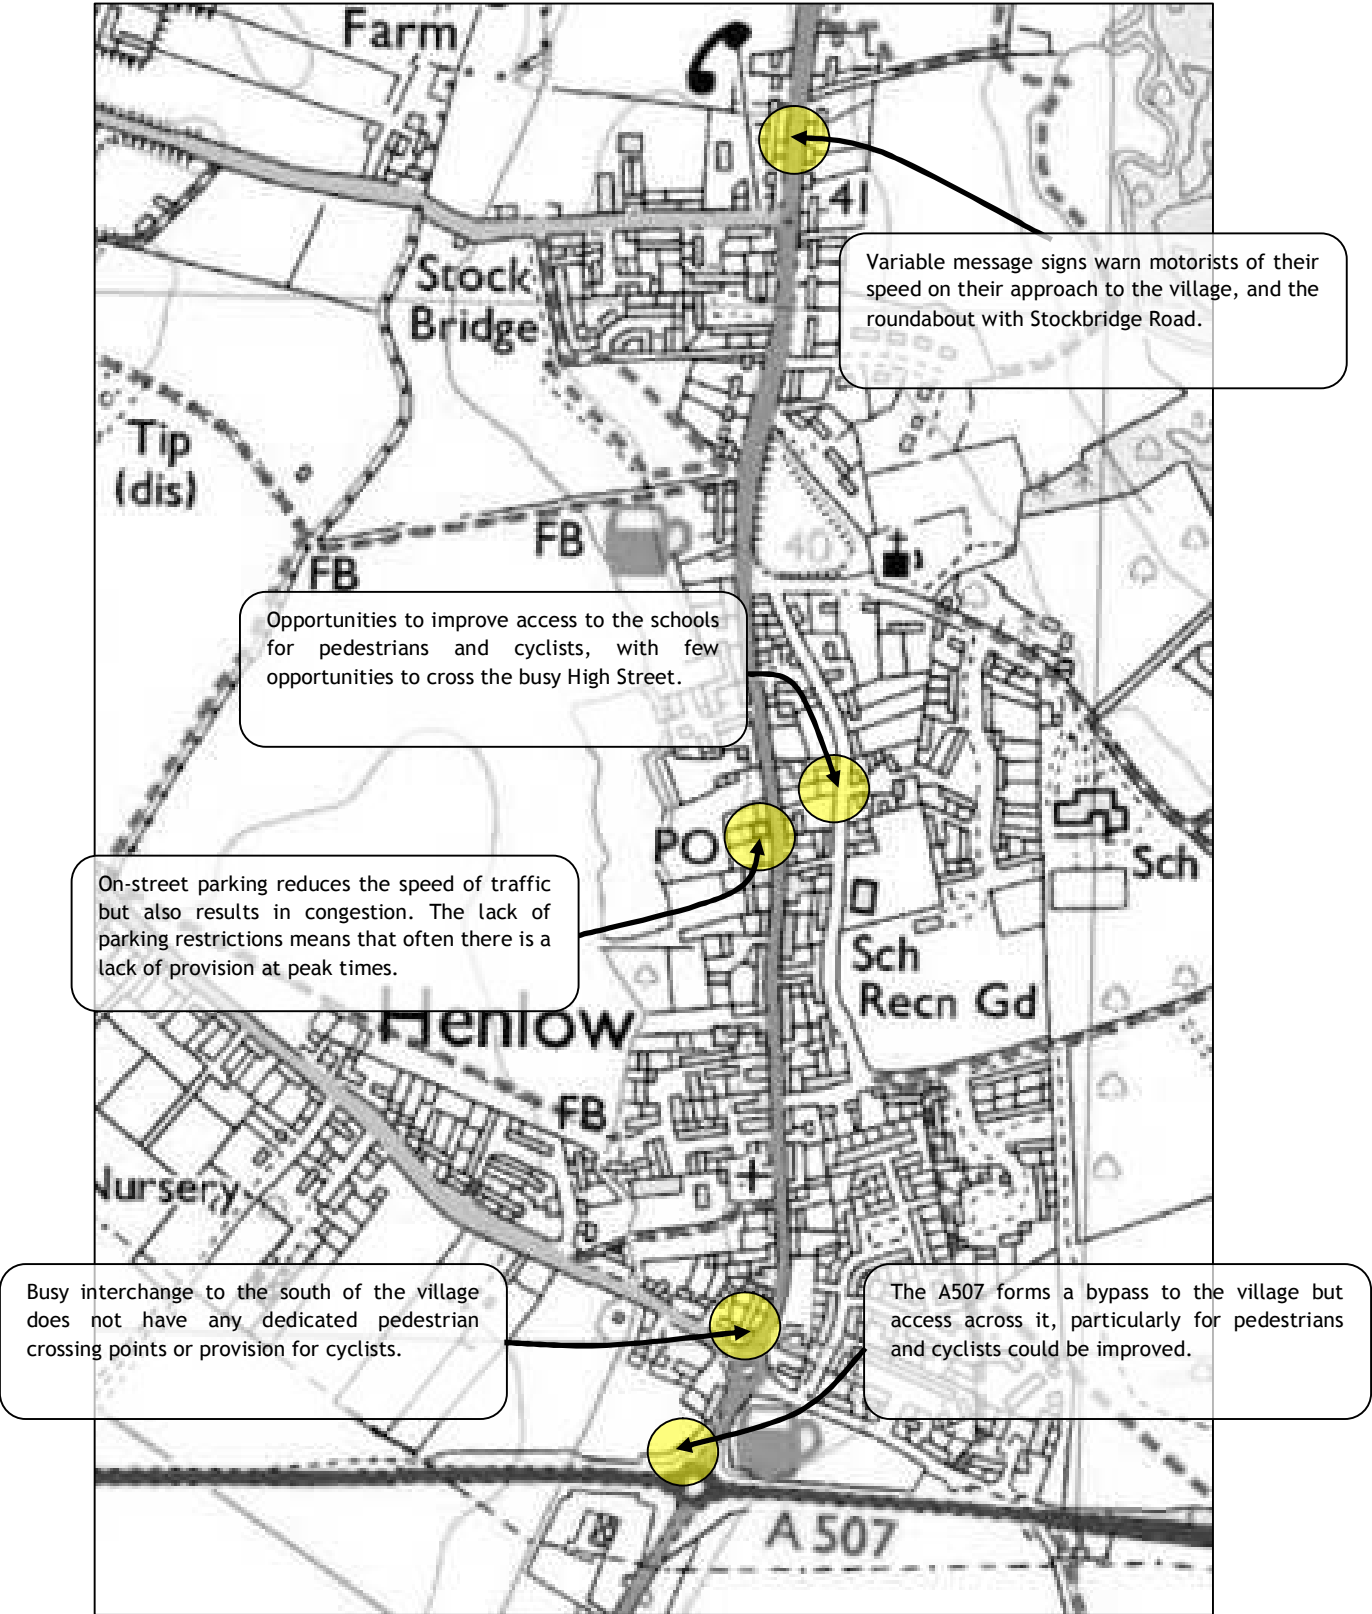 Farm
41
Variable message signs warn motorists of their
speed on their approach to the village, and the
roundabout with Stockbridge Road.
Stock
Bridge
Tip
(dis)
FB
FB
40
Opportunities to improve access to the schools
for pedestrians and cyclists, with few
opportunities to cross the busy High Street.
PO
Sch
On-street parking reduces the speed of traffic
but also results in congestion. The lack of
parking restrictions means that often there is a
lack of provision at peak times.
Sch
Recn Gd
Henlow
FB
Nursery
Busy interchange to the south of the village
does not have any dedicated pedestrian
crossing points or provision for cyclists.
The A507 forms a bypass to the village but
access across it, particularly for pedestrians
and cyclists could be improved.
A 507